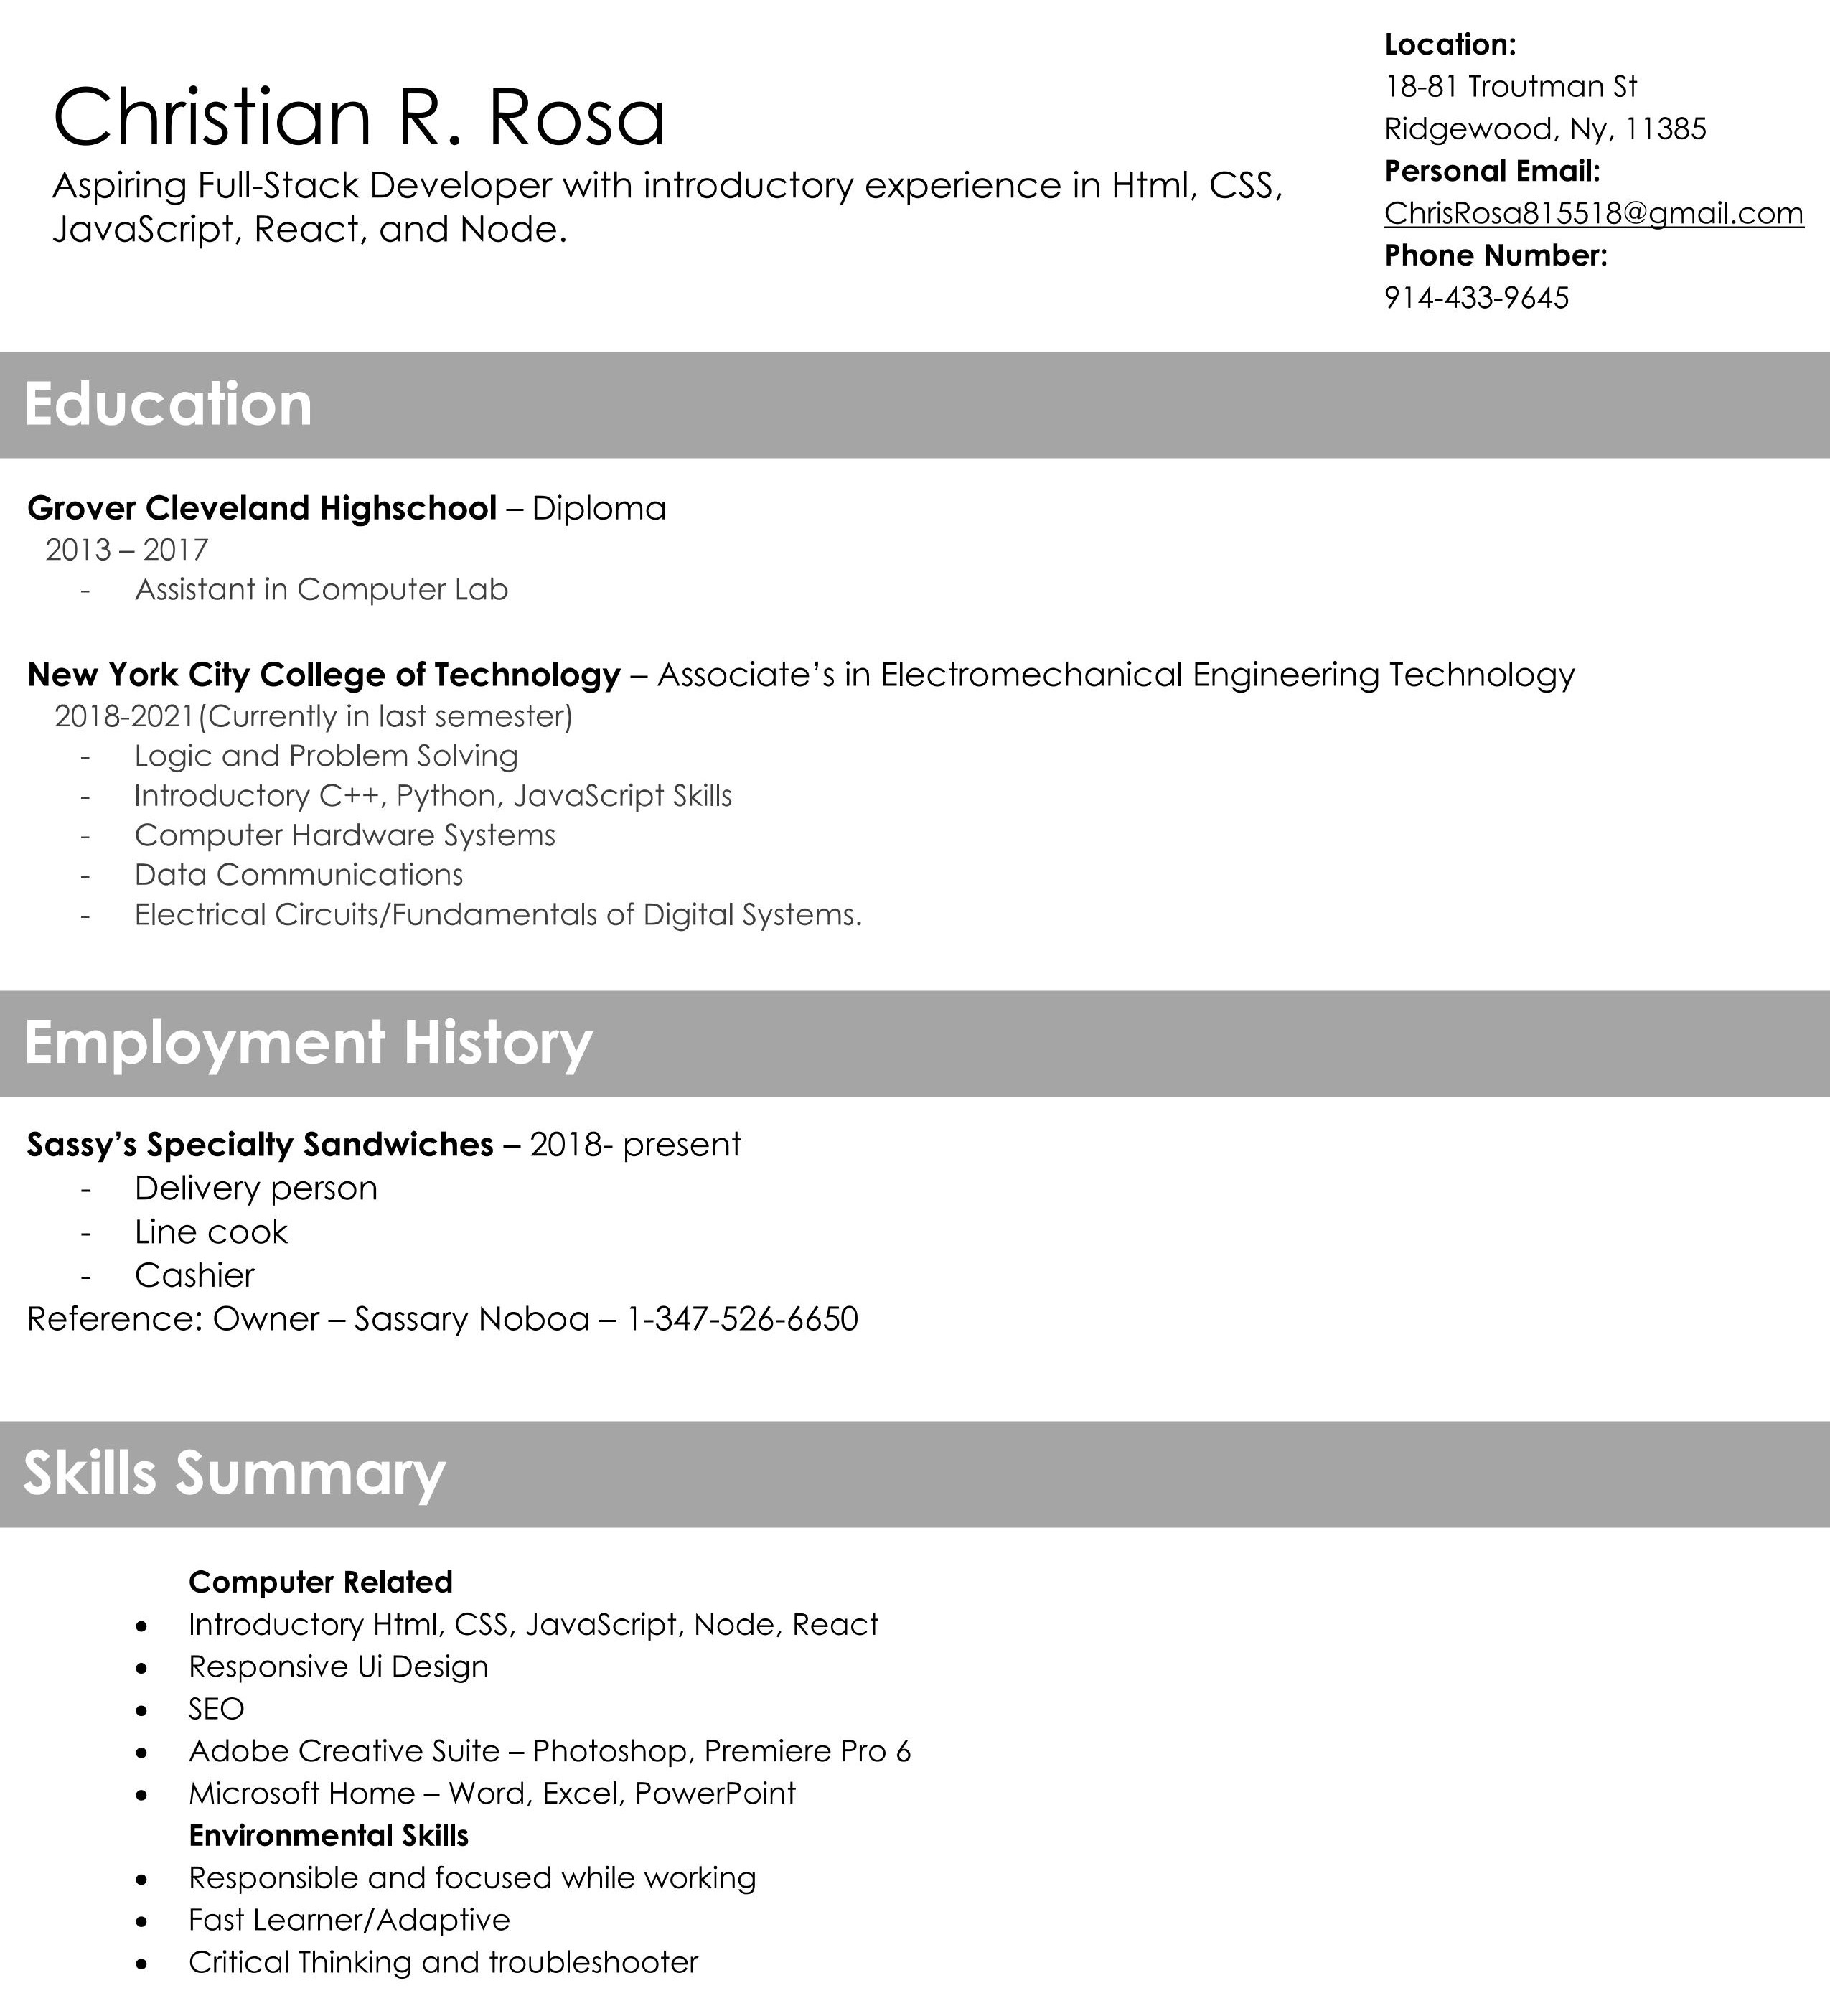 Christian R. Rosa
Aspiring Full-Stack Developer with introductory experience in Html, CSS,
JavaScript, React, and Node.
Location:
18-81 Troutman St
Ridgewood, Ny, 11385
Personal Email:
ChrisRosa815518@gmail.com
Phone Number:
914-433-9645
Education
Grover Cleveland Highschool – Diploma
2013 – 2017
- Assistant in Computer Lab
New York City College of Technology – Associate’s in Electromechanical Engineering Technology
2018-2021(Currently in last semester)
- Logic and Problem Solving
- Introductory C++, Python, JavaScript Skills
- Computer Hardware Systems
- Data Communications
- Electrical Circuits/Fundamentals of Digital Systems.
Employment History
Sassy’s Specialty Sandwiches – 2018- present
- Delivery person
- Line cook
- Cashier
Reference: Owner – Sassary Noboa – 1-347-526-6650
Skills Summary
Computer Related
• Introductory Html, CSS, JavaScript, Node, React
• Responsive Ui Design
• SEO
• Adobe Creative Suite – Photoshop, Premiere Pro 6
• Microsoft Home – Word, Excel, PowerPoint
Environmental Skills
• Responsible and focused while working
• Fast Learner/Adaptive
• Critical Thinking and troubleshooter